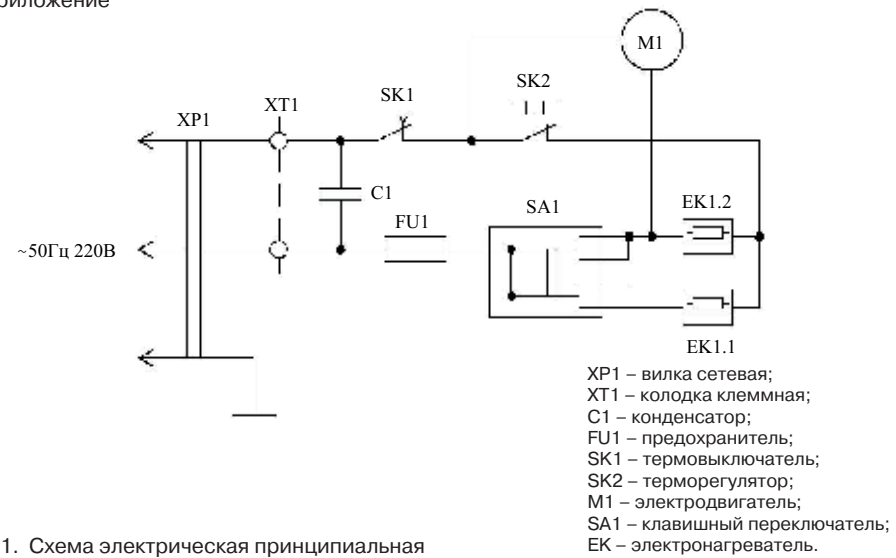 риложение
M1
SK2
SK1
XT1
XP1
C1
FU1
SA1
EK1.2
~50Гц 220В
EK1.1
XP1 – вилка сетевая;
XT1 – колодка клеммная;
C1 – конденсатор;
FU1 – предохранитель;
SK1 – термовыключатель;
SK2 – терморегулятор;
M1 – электродвигатель;
SA1 – клавишный переключатель;
EK – электронагреватель.
1. Схема электрическая принципиальная